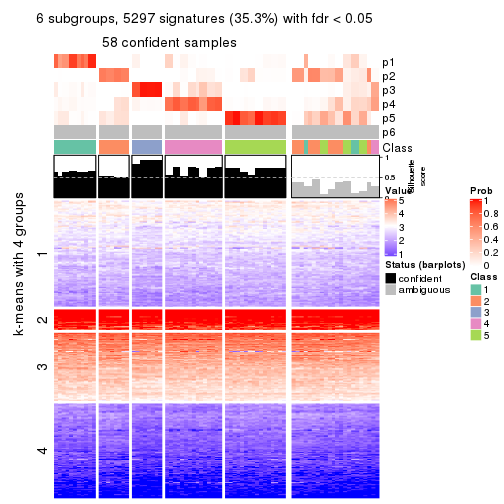 6 subgroups, 5297 signatures (35.3%) with fdr < 0.05
58 confident samples
p1
p2
p3
p4
p5
p6
Class
1
0.5
0
Silhouette
score
k-means with 4 groups
1
2
3
4
Value
5
4
3
2
1
Status (barplots)
confident
ambiguous
Prob
1
0.8
0.6
0.4
0.2
0
Class
1
2
3
4
5